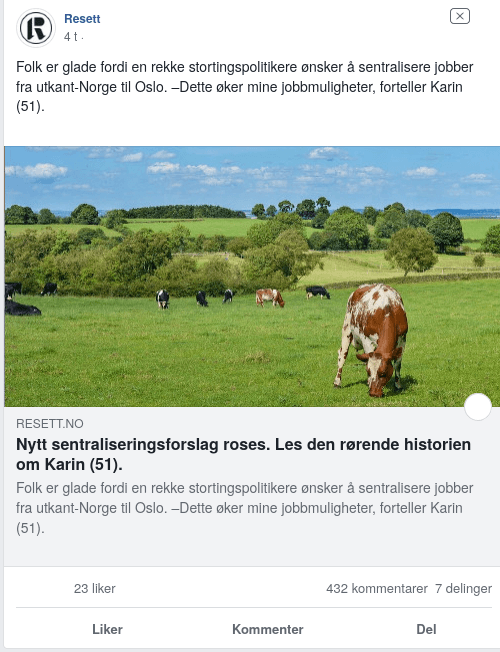 Resett
4 t ·
Folk er glade fordi en rekke stortingspolitikere ønsker å sentralisere jobber
fra utkant-Norge til Oslo. –Dette øker mine jobbmuligheter, forteller Karin
(51).
RESETT.NO
Nytt sentraliseringsforslag roses. Les den rørende historien
om Karin (51).
Folk er glade fordi en rekke stortingspolitikere ønsker å sentralisere jobber
fra utkant-Norge til Oslo. –Dette øker mine jobbmuligheter, forteller Karin
(51).
23 liker 432 kommentarer 7 delinger
Liker Kommenter Del